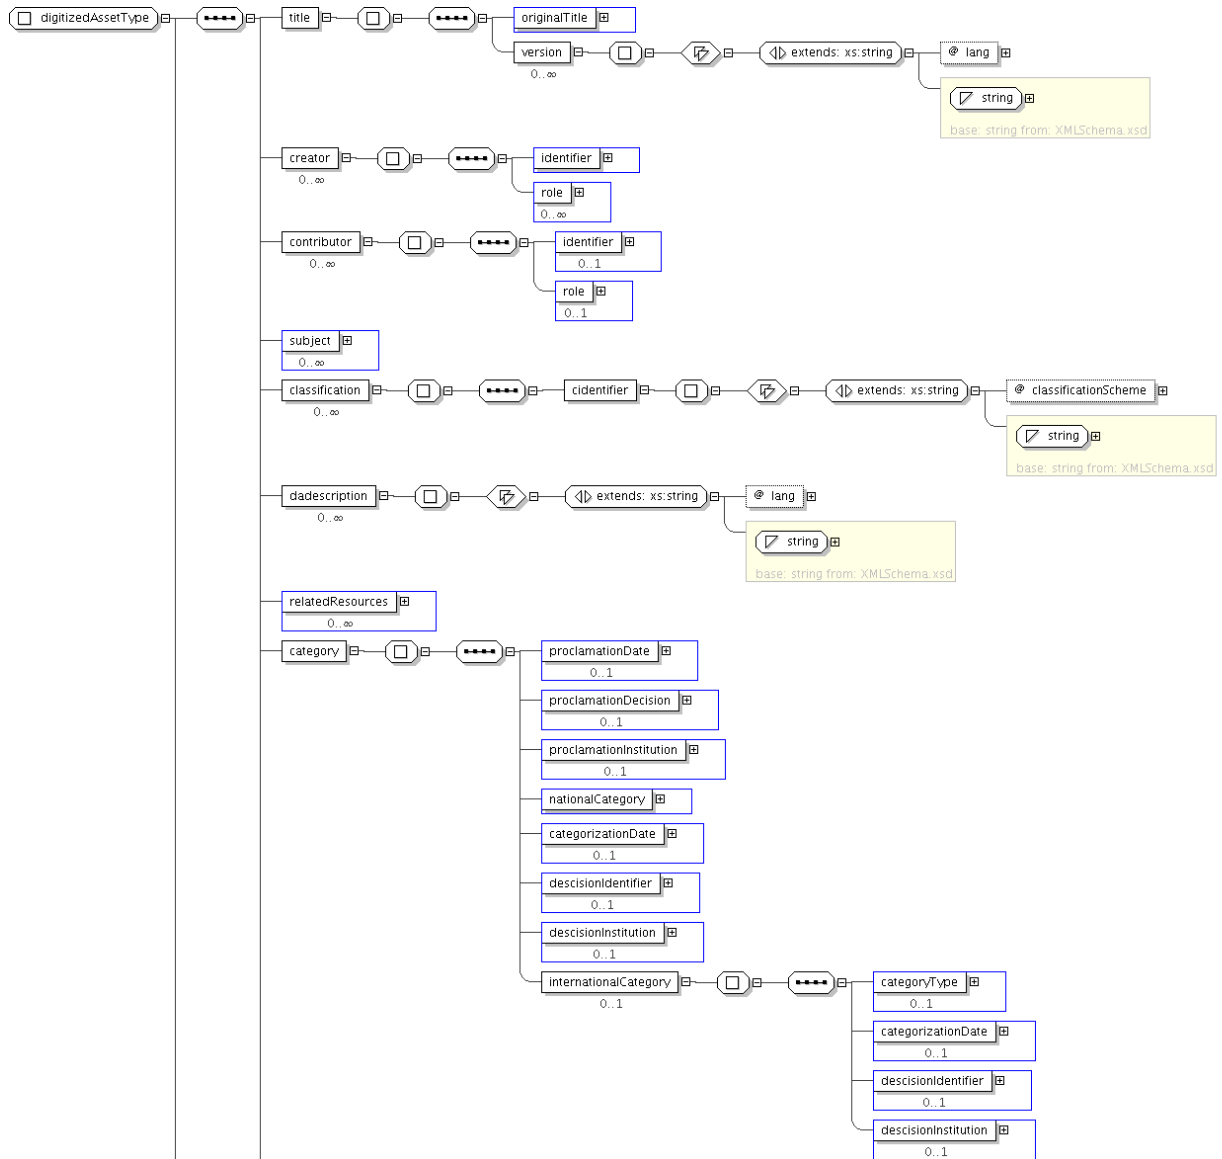 digitizedAssetType
title
originalTitle
version
0..∞
extends: xs:string
@ lang
string
base: string from: XMLSchema.xsd
creator
0..∞
identifier
role
0..∞
contributor
0..∞
identifier
0..1
role
0..1
subject
0..∞
classification
0..∞
cidentifier
extends: xs:string
@ classificationScheme
string
base: string from: XMLSchema.xsd
dadescription
0..∞
extends: xs:string
@ lang
string
base: string from: XMLSchema.xsd
relatedResources
0..∞
category
proclamationDate
0..1
proclamationDecision
0..1
proclamationInstitution
0..1
nationalCategory
categorizationDate
0..1
descisionIdentifier
0..1
descisionInstitution
0..1
internationalCategory
0..1
categoryType
0..1
categorizationDate
0..1
descisionIdentifier
0..1
descisionInstitution
0..1